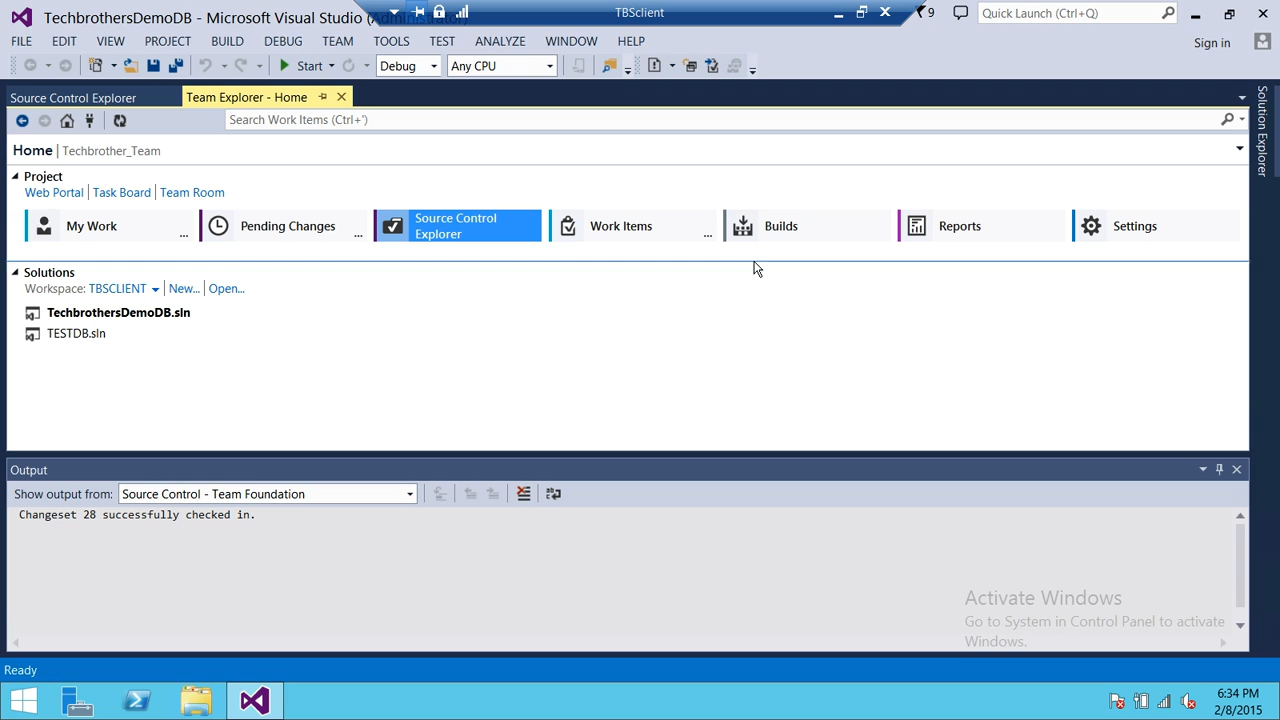 TechbrothersDemoDB - Microsoft Visual Studio (Administrator)
TBSclient
9
Quick Launch (Ctrl+Q)
FILE EDIT VIEW PROJECT BUILD DEBUG TEAM TOOLS TEST ANALYZE WINDOW HELP
Sign in
Start Debug Any CPU
Source Control Explorer Team Explorer - Home
Solution Explorer
Search Work Items (Ctrl+')
Home | Techbrother_Team
Project
Web Portal | Task Board | Team Room
My Work ...
Pending Changes ...
Source Control
Explorer
Work Items ...
Builds
Reports
Settings
Solutions
Workspace: TBSCLIENT | New... | Open...
TechbrothersDemoDB.sln
TESTDB.sln
Output
Show output from: Source Control - Team Foundation
Changeset 28 successfully checked in.
Activate Windows
Go to System in Control Panel to activate
Windows.
Ready
6:34 PM
2/8/2015